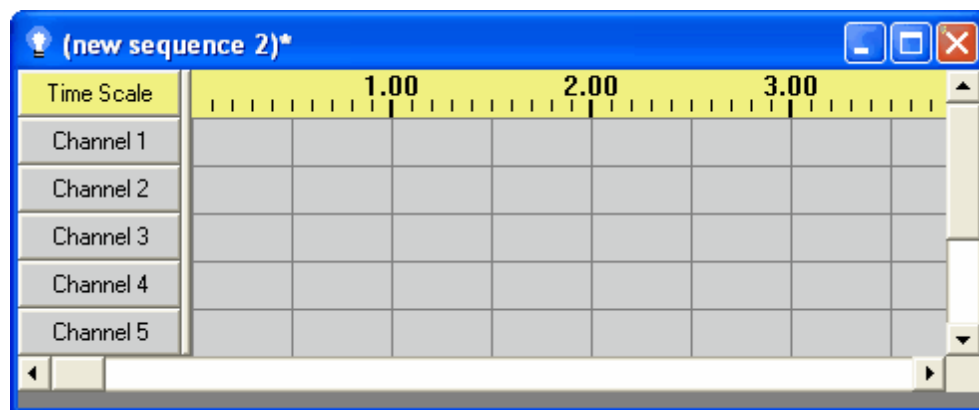 (new sequence 2)*
Time Scale 1.00 2.00 3.00
Channel 1
Channel 2
Channel 3
Channel 4
Channel 5